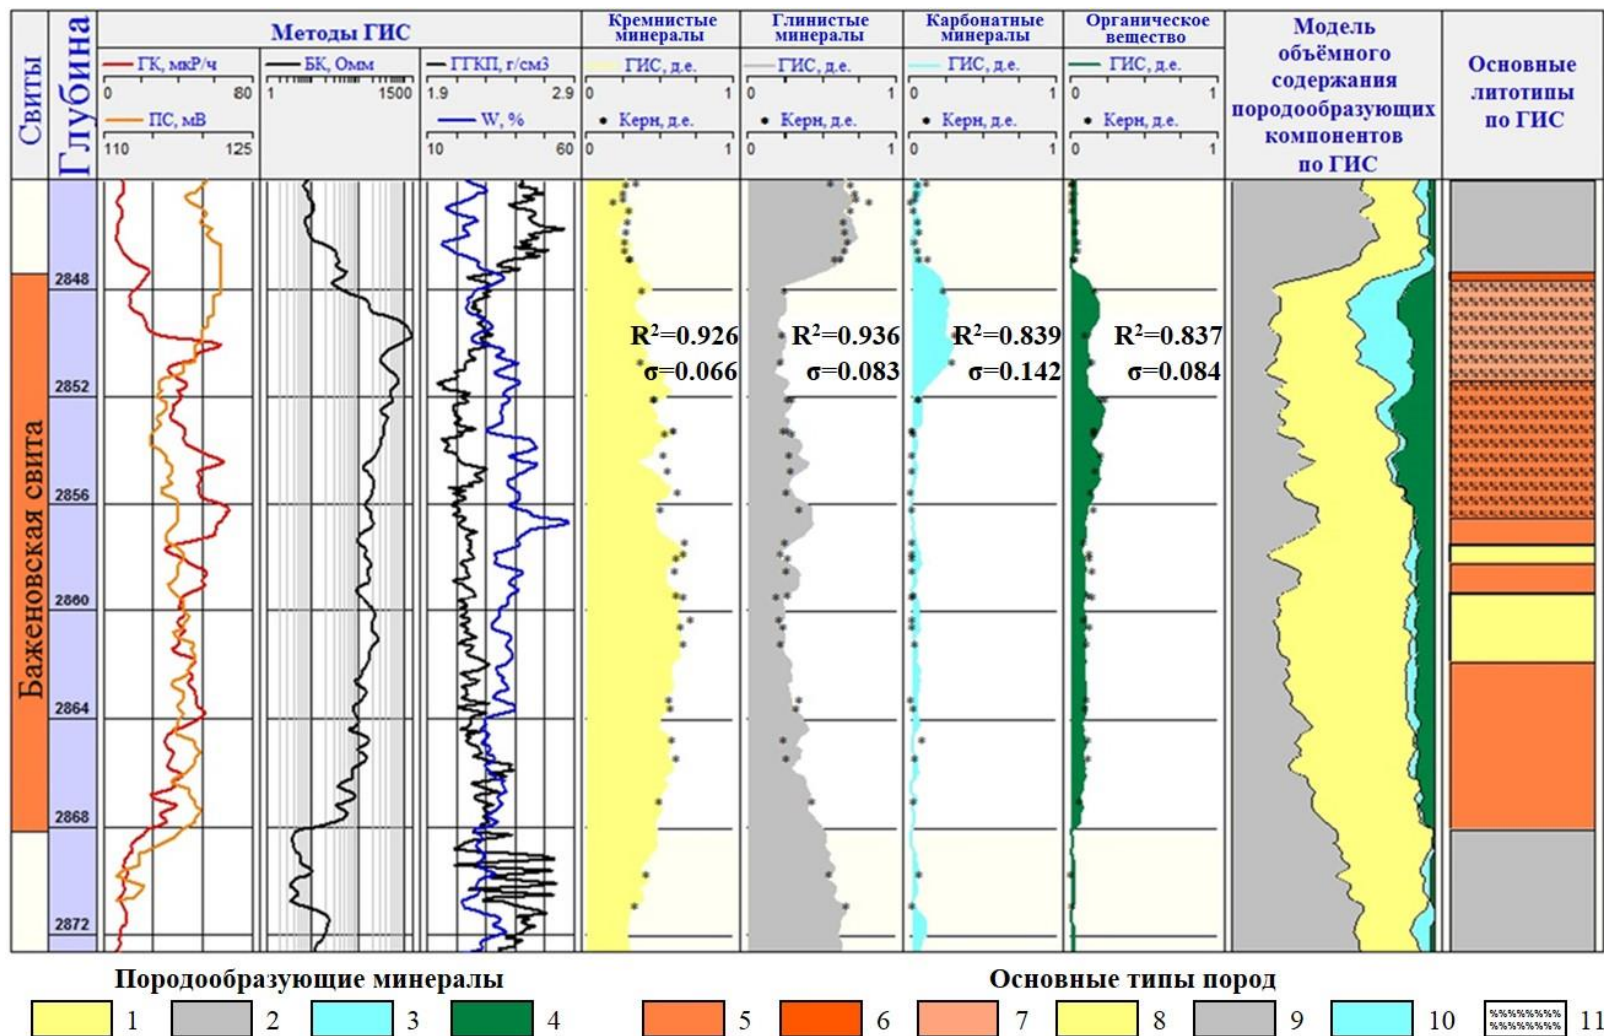 Свиты
Глубина
Методы ГИС
ГК, мкР/ч
0 80
ПС, мВ
110 125
БК, Омм
1 1500
ГГКП, г/см3
1.9 2.9
W, %
10 60
Кремнистые
минералы
ГИС, д.е.
0 1
Керн, д.е.
0 1
Глинистые
минералы
ГИС, д.е.
0 1
Керн, д.е.
0 1
Карбонатные
минералы
ГИС, д.е.
0 1
Керн, д.е.
0 1
Органическое
вещество
ГИС, д.е.
0 1
Керн, д.е.
0 1
Модель
объёмного
содержания
породообразующих
компонентов
по ГИС
Основные
литотипы
по ГИС
Баженовская свита
2848
2852
2856
2860
2864
2868
2872
R²=0.926
σ=0.066
R²=0.936
σ=0.083
R²=0.839
σ=0.142
R²=0.837
σ=0.084
Породообразующие минералы
1 2 3 4
Основные типы пород
5 6 7 8 9 10 11